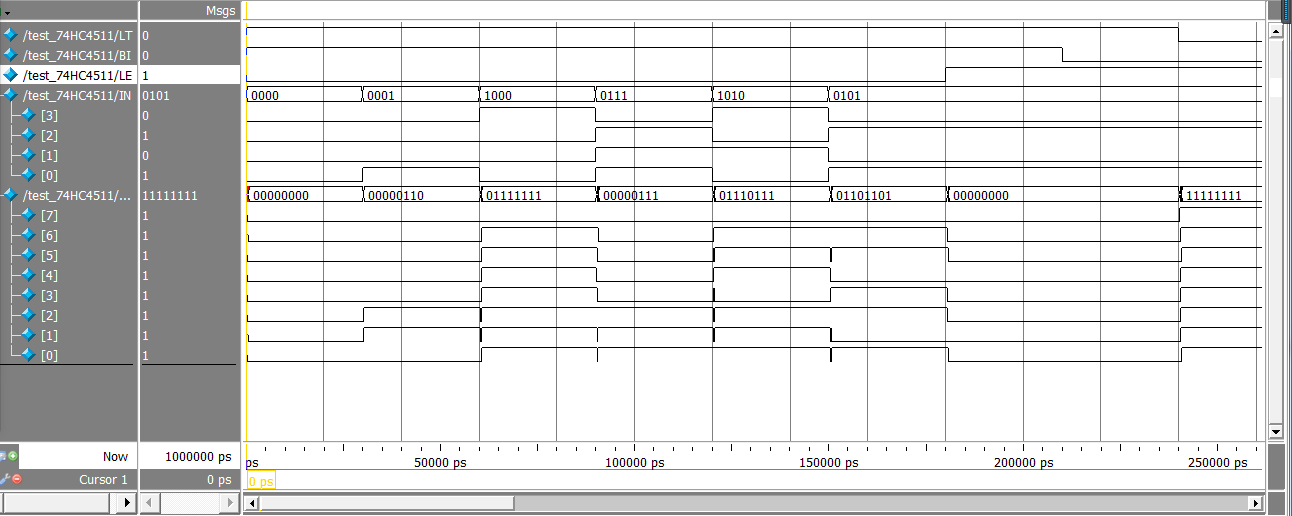 Msgs
/test_74HC4511/LT 0
/test_74HC4511/BI 0
/test_74HC4511/LE 1
/test_74HC4511/IN 0101 0000 0001 1000 0111 1010 0101
[3] 0
[2] 1
[1] 0
[0] 1
/test_74HC4511/... 11111111 00000000 00000110 01111111 00000111 01110111 01101101 00000000 11111111
[7] 1
[6] 1
[5] 1
[4] 1
[3] 1
[2] 1
[1] 1
[0] 1
Now 1000000 ps ps 50000 ps 100000 ps 150000 ps 200000 ps 250000 ps
Cursor 1 0 ps 0 ps